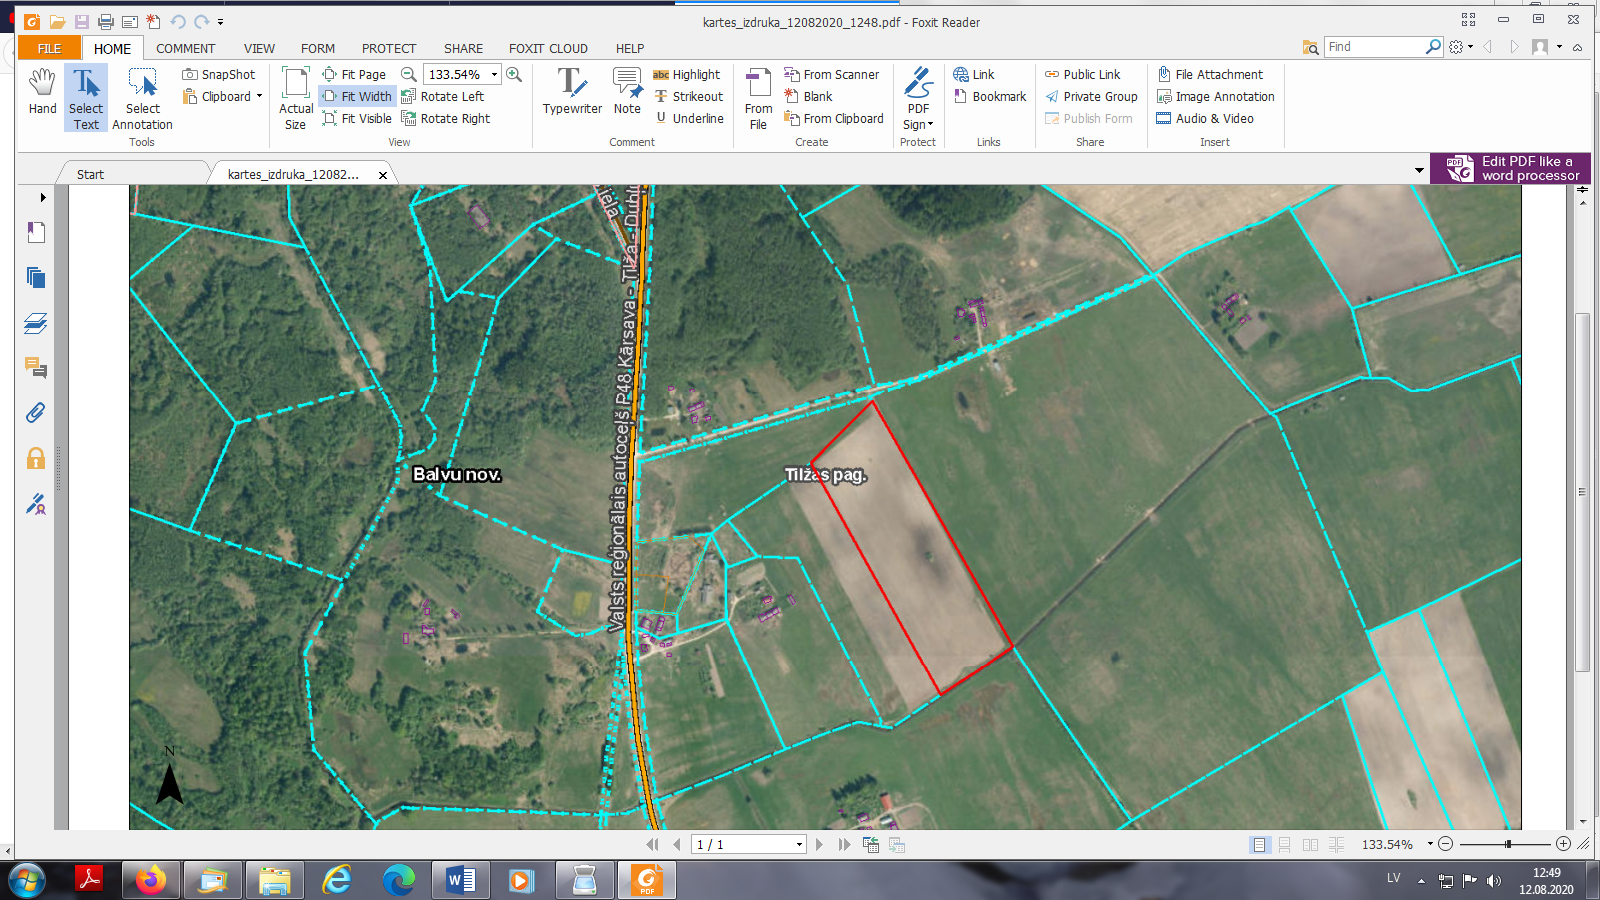 kartes_izdruka_12082020_1248.pdf - Foxit Reader
FILE HOME COMMENT VIEW FORM PROTECT SHARE FOXIT CLOUD HELP
Find
Hand
Select Text
Select Annotation
SnapShot
Clipboard
Tools
Actual Size
Fit Page
Fit Width
Fit Visible
133.54%
Rotate Left
Rotate Right
View
Typewriter
Note
Highlight
Strikeout
Underline
Comment
From File
From Scanner
Blank
From Clipboard
Create
PDF Sign
Protect
Link
Bookmark
Links
Public Link
Private Group
Publish Form
Share
File Attachment
Image Annotation
Audio & Video
Insert
Start
kartes_izdruka_12082...
Edit PDF like a
word processor
Valsts reģionālais autoceļš P48 Kārsava - Tilža - Dubļ
iela
Balvu nov.
Tilžas pag.
N
1 / 1
133.54%
LV
12:49
12.08.2020